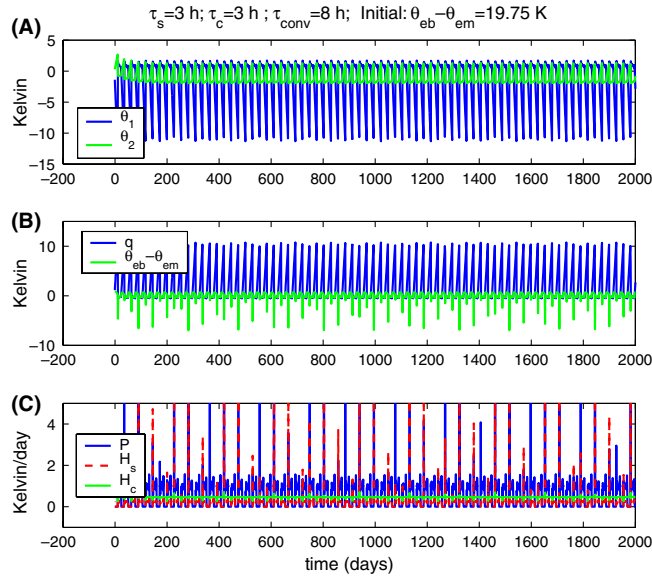 τs=3 h; τc=3 h ; τconv=8 h; Initial: θeb−θem=19.75 K
(A)
5
0
−5
−10
−15
Kelvin
θ1
θ2
−200 0 200 400 600 800 1000 1200 1400 1600 1800 2000
(B)
10
0
−10
Kelvin
q
θeb−θem
−200 0 200 400 600 800 1000 1200 1400 1600 1800 2000
(C)
4
2
0
Kelvin/day
P
Hs
Hc
−200 0 200 400 600 800 1000 1200 1400 1600 1800 2000
time (days)